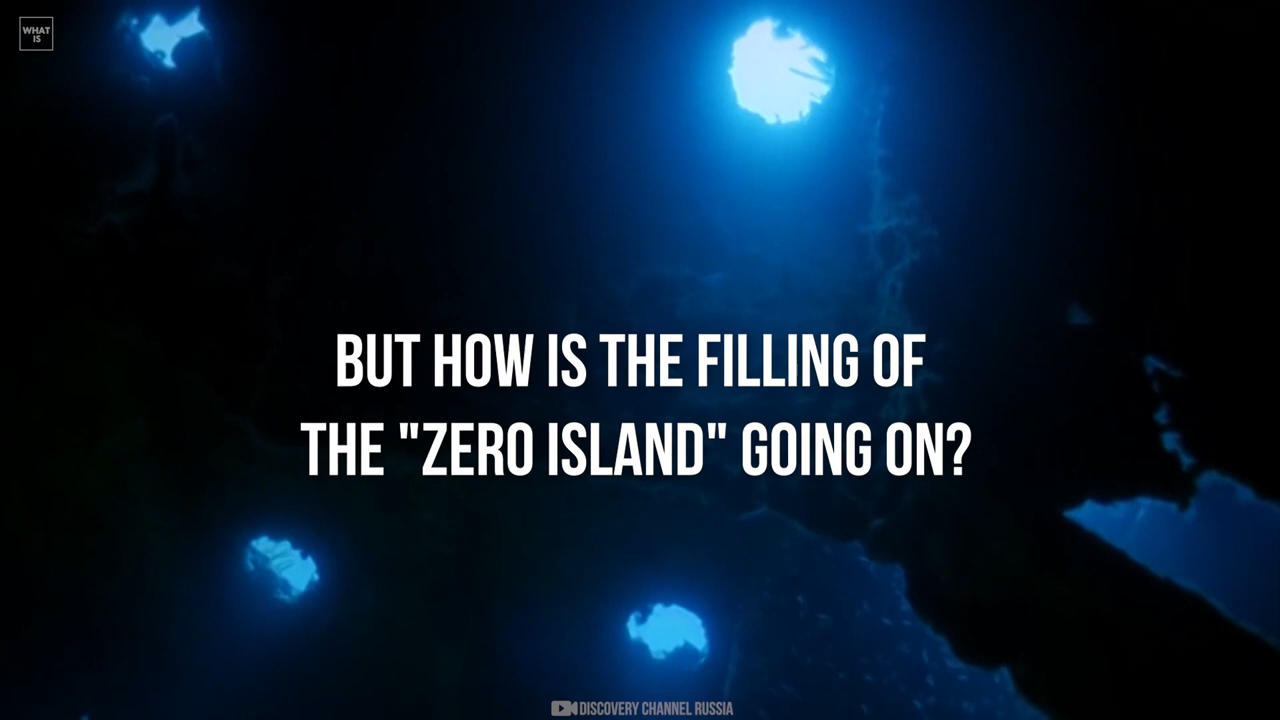 WHAT
IS
BUT HOW IS THE FILLING OF
THE "ZERO ISLAND" GOING ON?
DISCOVERY CHANNEL RUSSIA